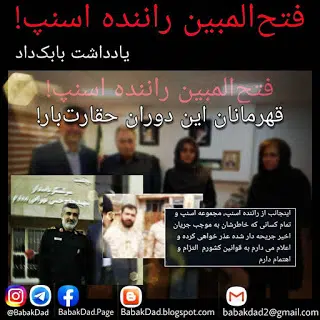 فتح‌المبین راننده اسنپ!
یادداشت بابک‌داد
فتح‌المبین راننده اسنپ!
قهرمانان این دوران حقارت‌بار!
اینجانب از راننده اسنپ، مجموعه اسنپ و
تمام کسانی که خاطرشان به موجب جریان
اخیر جریحه دار شده عذر خواهی کرده و
اعلام می دارم به قوانین کشورم  التزام و
اهتمام دارم
@BabakDad
BabakDad.Page
BabakDad.blogspot.com
babakdad2@gmail.com